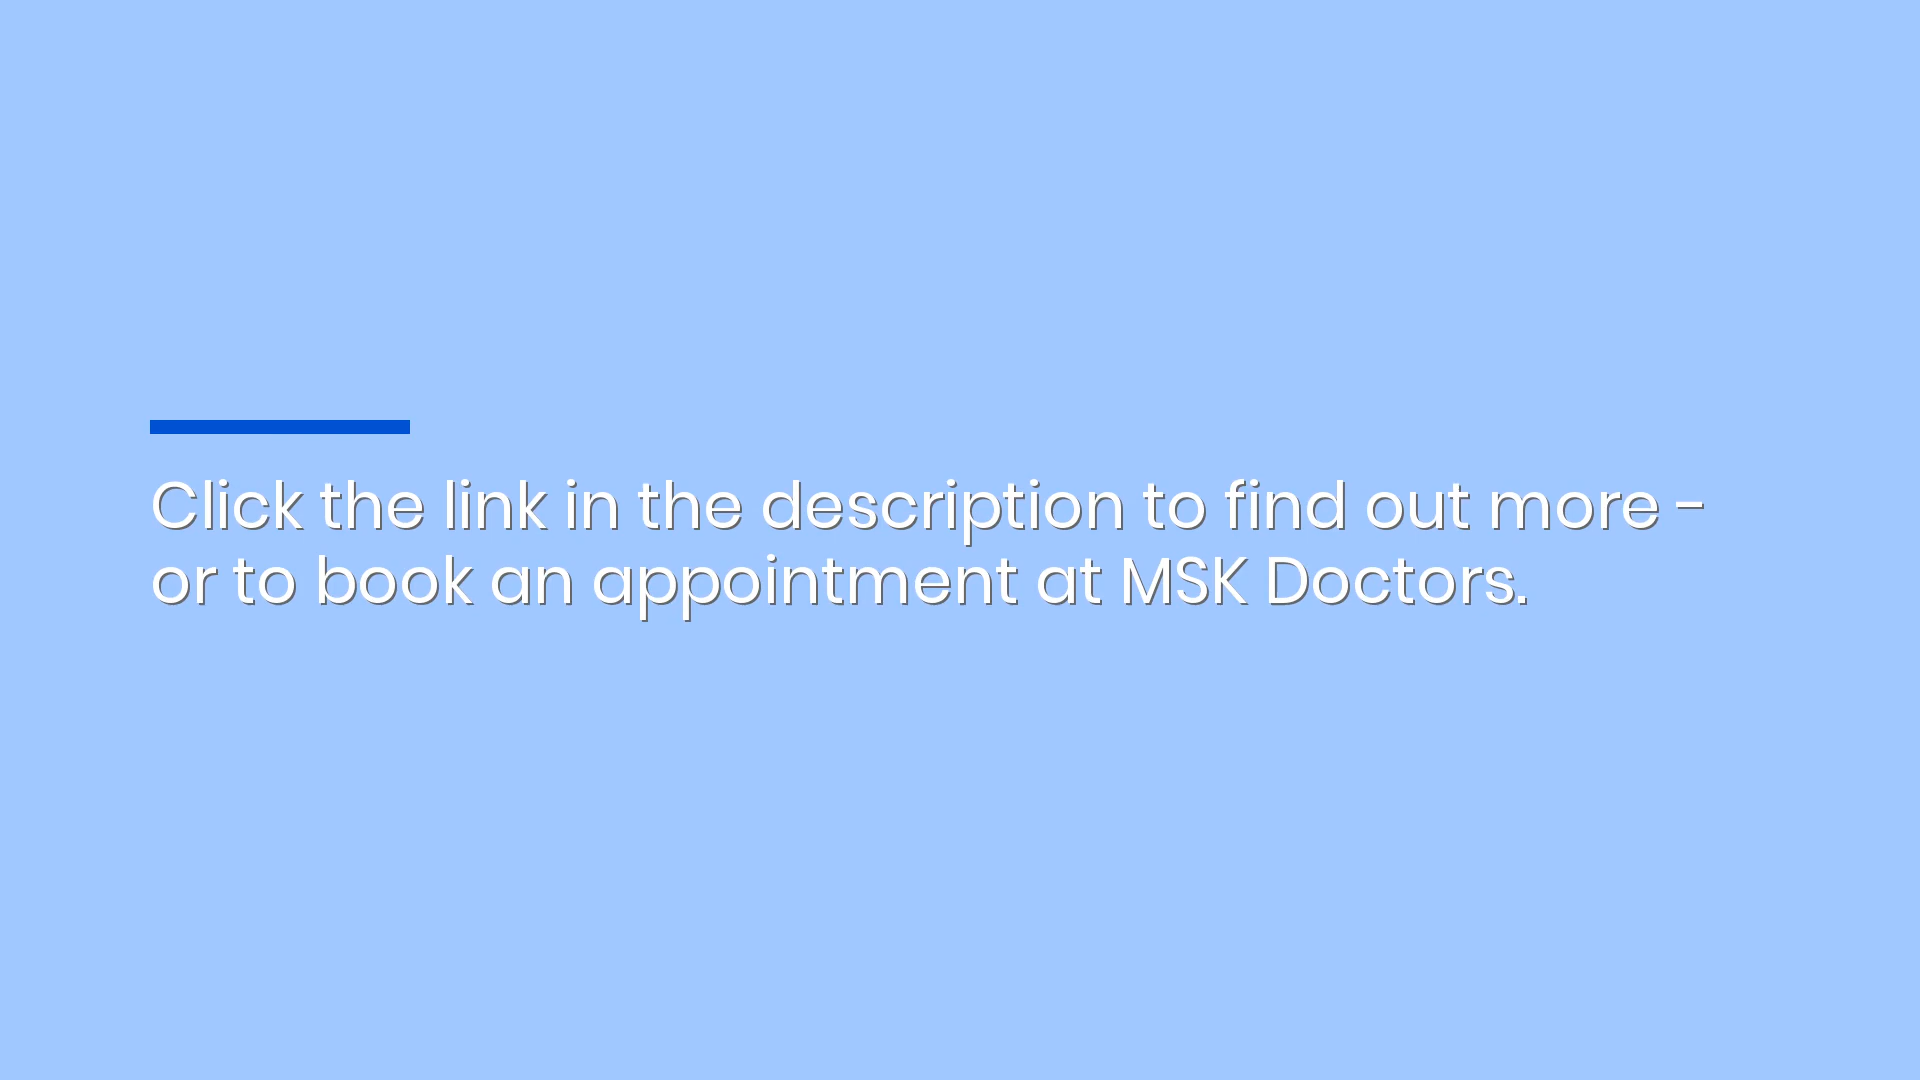 Click the link in the description to find out more -
or to book an appointment at MSK Doctors.